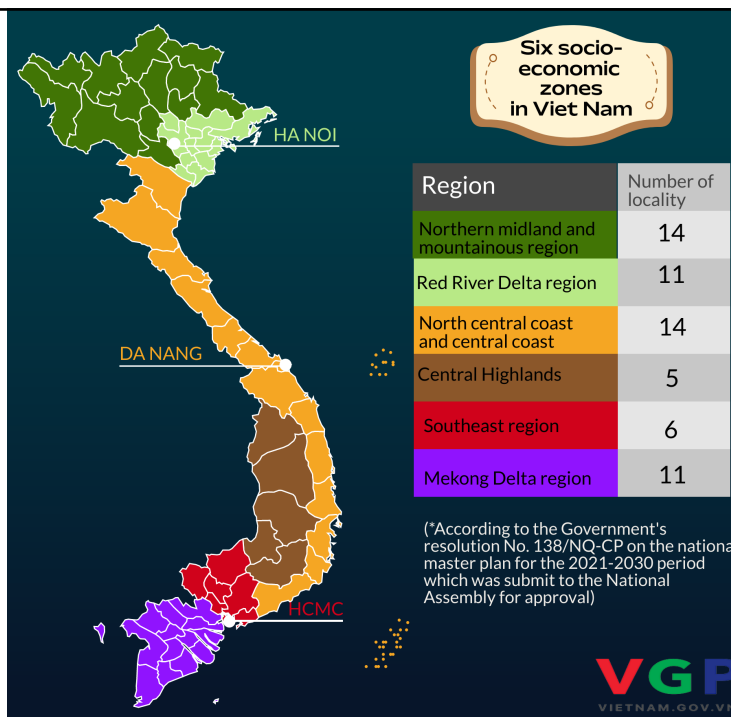 Six socio-
economic
zones
in Viet Nam
HA NOI
DA NANG
HCMC
Region
Number of
locality
Northern midland and
mountainous region
14
Red River Delta region
11
North central coast
and central coast
14
Central Highlands
5
Southeast region
6
Mekong Delta region
11
(*According to the Government's
resolution No. 138/NQ-CP on the nationa
master plan for the 2021-2030 period
which was submit to the National
Assembly for approval)
VGP
VIETNAM.GOV.VN